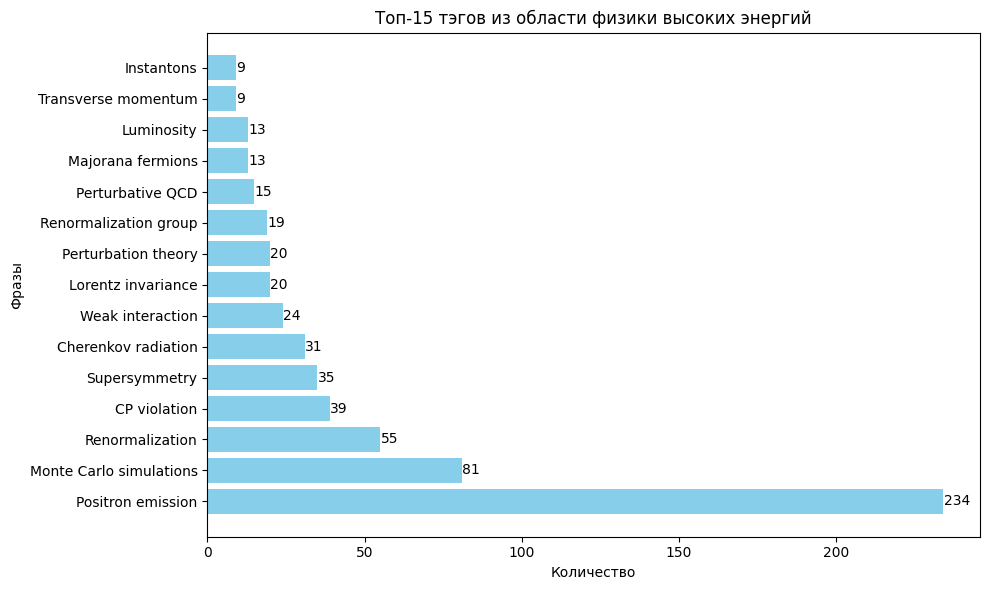 Топ-15 тэгов из области физики высоких энергий
Фразы
Instantons 9
Transverse momentum 9
Luminosity 13
Majorana fermions 13
Perturbative QCD 15
Renormalization group 19
Perturbation theory 20
Lorentz invariance 20
Weak interaction 24
Cherenkov radiation 31
Supersymmetry 35
CP violation 39
Renormalization 55
Monte Carlo simulations 81
Positron emission 234
0 50 100 150 200
Количество